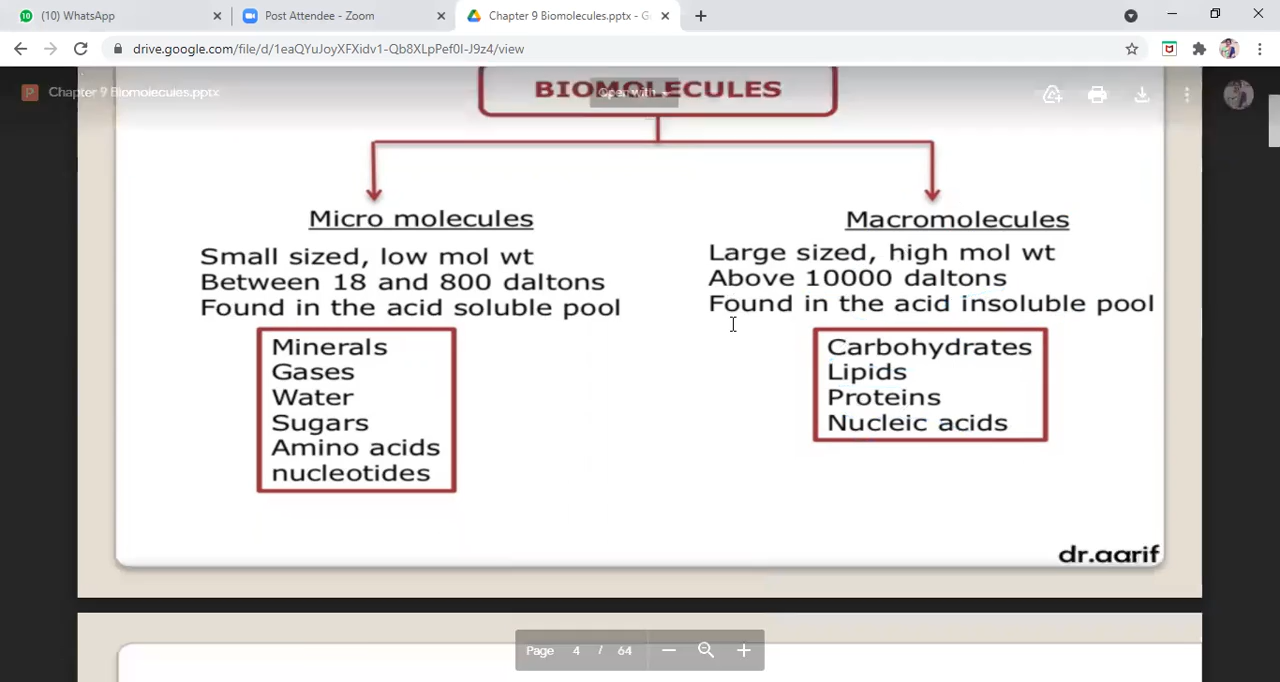 (10) WhatsApp
Post Attendee - Zoom
Chapter 9 Biomolecules.pptx - G
drive.google.com/file/d/1eaQYuJoyXFXidv1-Qb8XLpPef0I-J9z4/view
Chapter 9 Biomolecules.pptx
Open with
BIOMOLECULES
Micro molecules
Small sized, low mol wt
Between 18 and 800 daltons
Found in the acid soluble pool
Minerals
Gases
Water
Sugars
Amino acids
nucleotides
Macromolecules
Large sized, high mol wt
Above 10000 daltons
Found in the acid insoluble pool
Carbohydrates
Lipids
Proteins
Nucleic acids
dr.aarif
Page 4 / 64